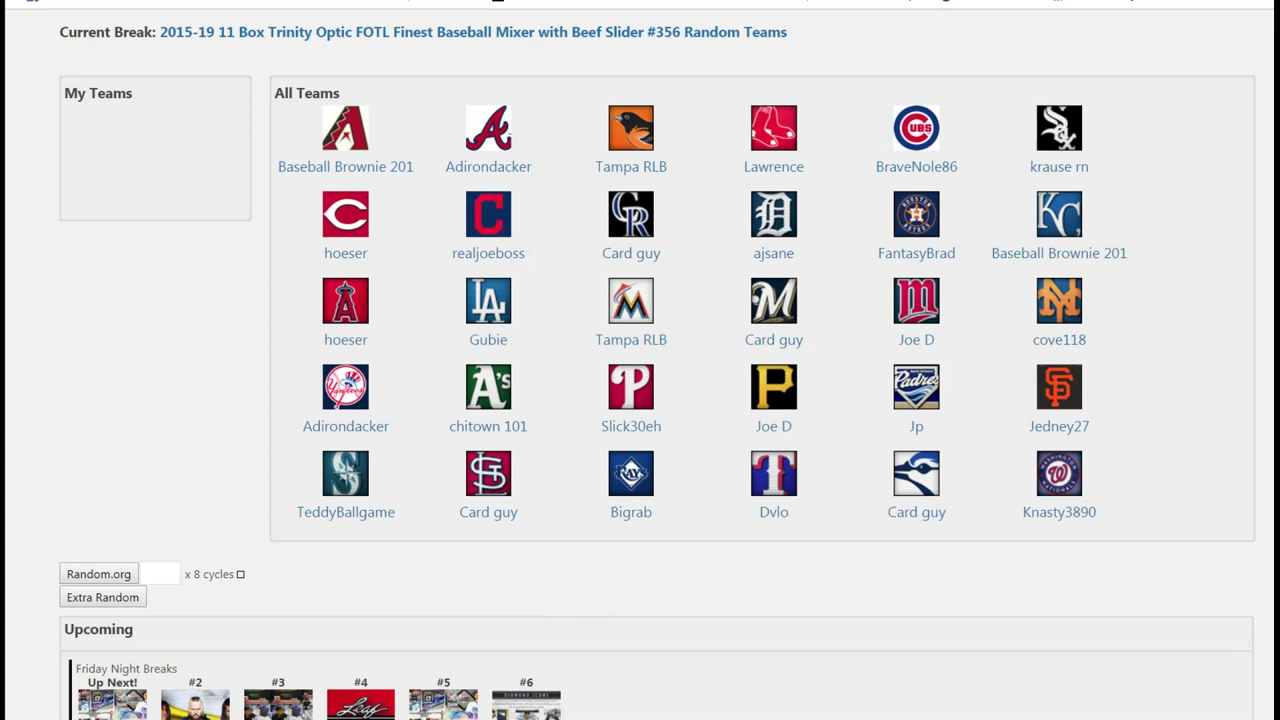 Current Break: 2015-19 11 Box Trinity Optic FOTL Finest Baseball Mixer with Beef Slider #356 Random Teams
My Teams
All Teams
Baseball Brownie 201 Adirondacker Tampa RLB Lawrence BraveNole86 krause rn
hoeser realjoeboss Card guy ajsane FantasyBrad Baseball Brownie 201
hoeser Gubie Tampa RLB Card guy Joe D cove118
Adirondacker chitown 101 Slick30eh Joe D Jp Jedney27
TeddyBallgame Card guy Bigrab Dvlo Card guy Knasty3890
Random.org x 8 cycles
Extra Random
Upcoming
Friday Night Breaks
Up Next! #2 #3 #4 #5 #6
Leaf